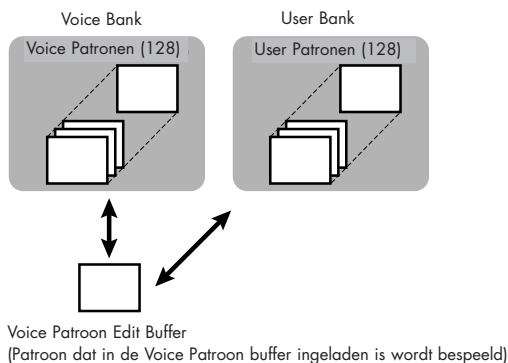 Voice Bank
User Bank
Voice Patronen (128)
User Patronen (128)
Voice Patroon Edit Buffer
(Patroon dat in de Voice Patroon buffer ingeladen is wordt bespeeld)